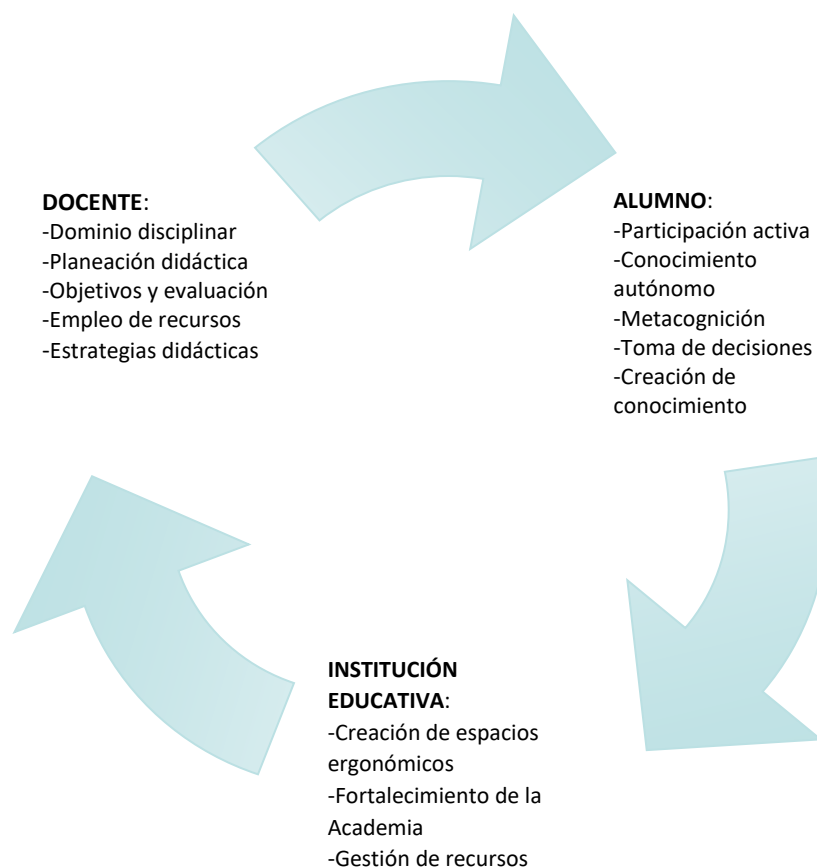 DOCENTE:
-Dominio disciplinar
-Planeación didáctica
-Objetivos y evaluación
-Empleo de recursos
-Estrategias didácticas
ALUMNO:
-Participación activa
-Conocimiento
autónomo
-Metacognición
-Toma de decisiones
-Creación de
conocimiento
INSTITUCIÓN
EDUCATIVA:
-Creación de espacios
ergonómicos
-Fortalecimiento de la
Academia
-Gestión de recursos